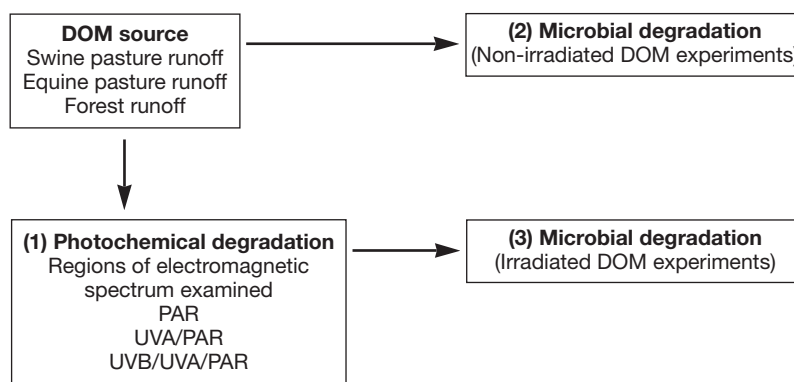 DOM source
Swine pasture runoff
Equine pasture runoff
Forest runoff
(2) Microbial degradation
(Non-irradiated DOM experiments)
(1) Photochemical degradation
Regions of electromagnetic
spectrum examined
PAR
UVA/PAR
UVB/UVA/PAR
(3) Microbial degradation
(Irradiated DOM experiments)